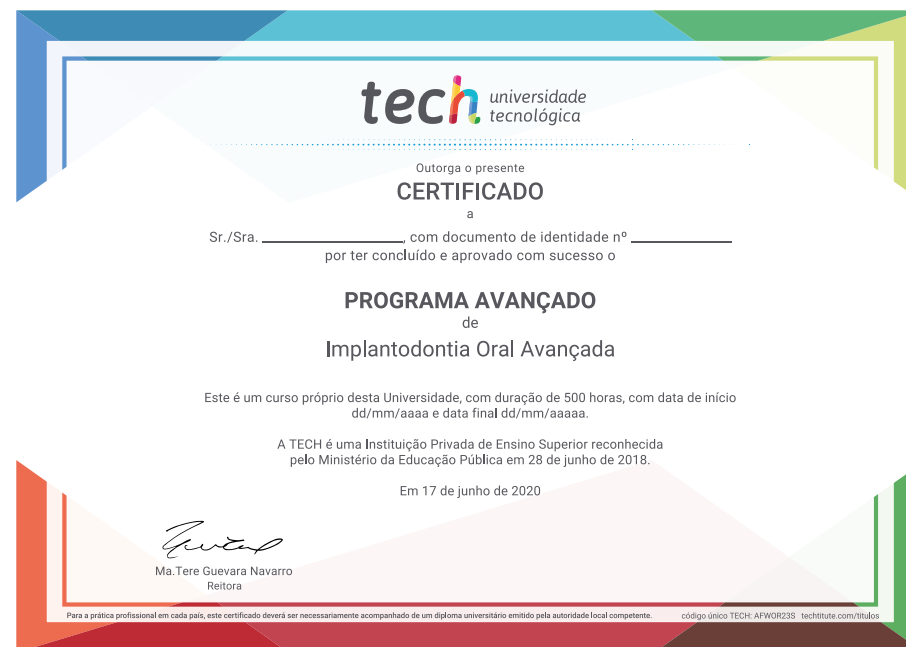 tech universidade
tecnológica
Outorga o presente
CERTIFICADO
a
Sr./Sra. ____________________, com documento de identidade nº ______________
por ter concluído e aprovado com sucesso o
PROGRAMA AVANÇADO
de
Implantodontia Oral Avançada
Este é um curso próprio desta Universidade, com duração de 500 horas, com data de início
dd/mm/aaaa e data final dd/mm/aaaaa.
A TECH é uma Instituição Privada de Ensino Superior reconhecida
pelo Ministério da Educação Pública em 28 de junho de 2018.
Em 17 de junho de 2020
Ma.Tere Guevara Navarro
Reitora
Para a prática profissional em cada país, este certificado deverá ser necessariamente acompanhado de um diploma universitário emitido pela autoridade local competente. código único TECH: AFWOR23S techtitute.com/titulos